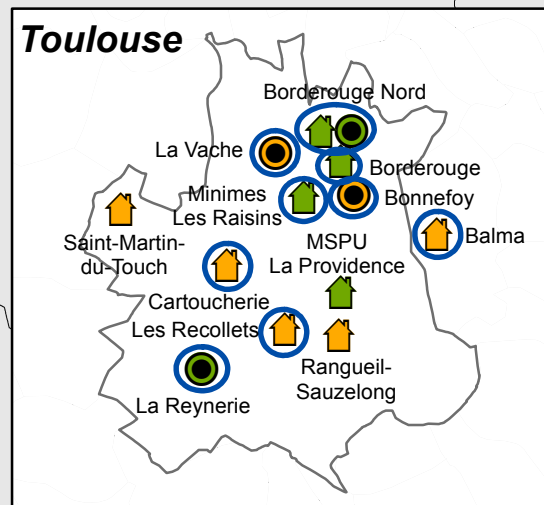 Toulouse
Borderouge Nord
La Vache
Borderouge
Minimes
Les Raisins
Bonnefoy
Saint-Martin-
du-Touch
MSPU
La Providence
Balma
Cartoucherie
Les Recollets
Rangueil-
Sauzelong
La Reynerie